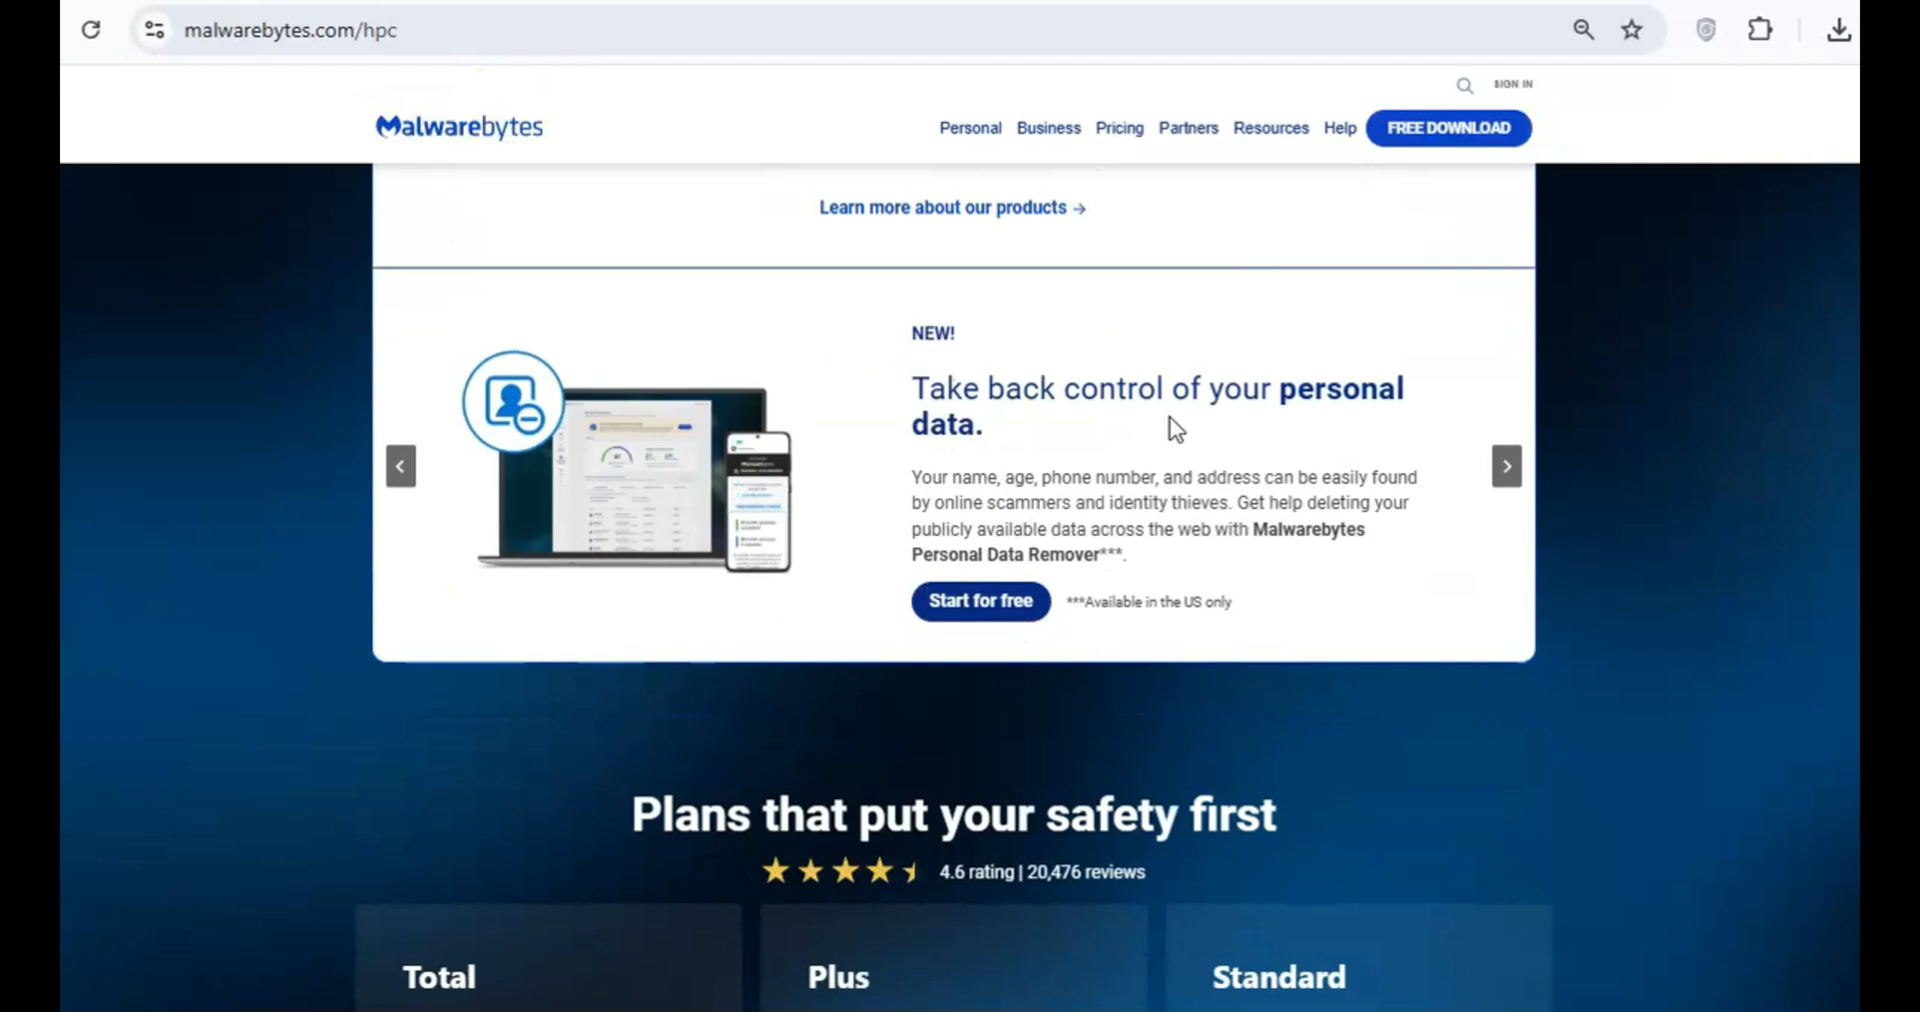 malwarebytes.com/hpc
SIGN IN
Malwarebytes
Personal Business Pricing Partners Resources Help FREE DOWNLOAD
Learn more about our products →
NEW!
Take back control of your personal
data.
Your name, age, phone number, and address can be easily found
by online scammers and identity thieves. Get help deleting your
publicly available data across the web with Malwarebytes
Personal Data Remover***.
Start for free ***Available in the US only
Plans that put your safety first
4.6 rating | 20,476 reviews
Total Plus Standard